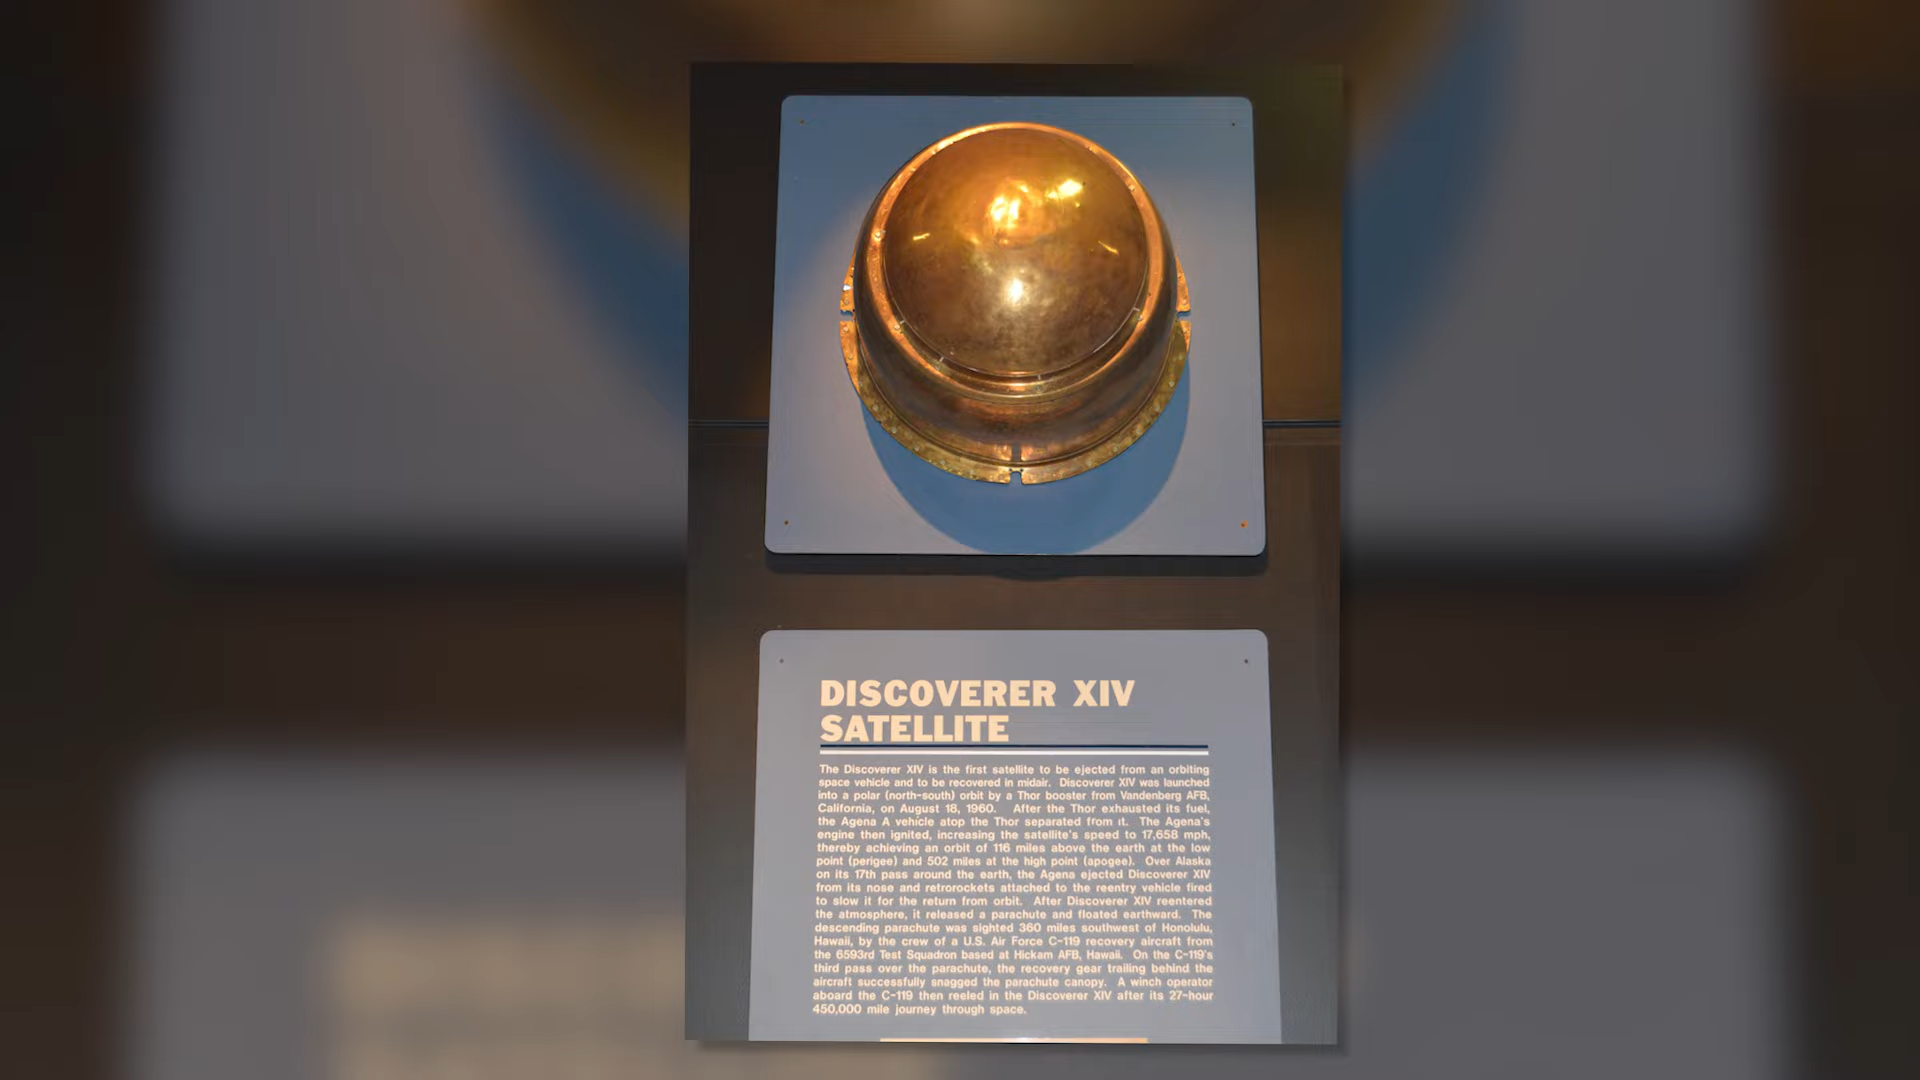 DISCOVERER XIV
SATELLITE
The Discoverer XIV is the first satellite to be ejected from an orbiting
space vehicle and to be recovered in midair. Discoverer XIV was launched
into a polar (north-south) orbit by a Thor booster from Vandenberg AFB,
California, on August 18, 1960. After the Thor exhausted its fuel,
the Agena A vehicle atop the Thor separated from it. The Agena's
engine then ignited, increasing the satellite's speed to 17,658 mph,
thereby achieving an orbit of 116 miles above the earth at the low
point (perigee) and 502 miles at the high point (apogee). Over Alaska
on its 17th pass around the earth, the Agena ejected Discoverer XIV
from its nose and retrorockets attached to the reentry vehicle fired
to slow it for the return from orbit. After Discoverer XIV reentered
the atmosphere, it released a parachute and floated earthward. The
descending parachute was sighted 360 miles southwest of Honolulu,
Hawaii, by the crew of a U.S. Air Force C-119 recovery aircraft from
the 6593rd Test Squadron based at Hickam AFB, Hawaii. On the C-119's
third pass over the parachute, the recovery gear trailing behind the
aircraft successfully snagged the parachute canopy. A winch operator
aboard the C-119 then reeled in the Discoverer XIV after its 27-hour
450,000 mile journey through space.